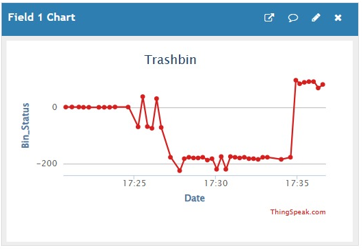 Field 1 Chart
Trashbin
Bin_Status
0
-200
17:25
17:30
17:35
Date
ThingSpeak.com